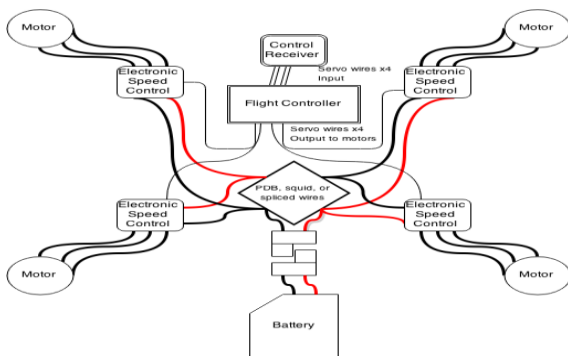 Motor
Motor
Control
Receiver
Servo wires x4
Input
Electronic
Speed
Control
Electronic
Speed
Control
Flight Controller
Servo wires x4
Output to motors
PDB, squid, or
spliced wires
Electronic
Speed
Control
Electronic
Speed
Control
Motor
Motor
Battery